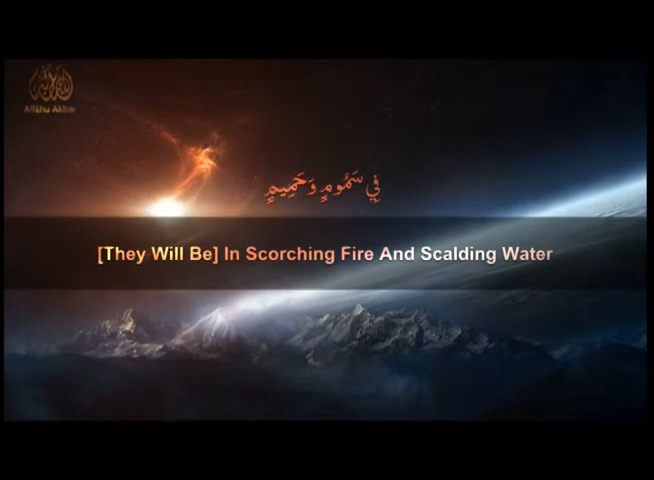 Allahu Akbar
فِي سَمُومٍ وَحَمِيمٍ
[They Will Be] In Scorching Fire And Scalding Water